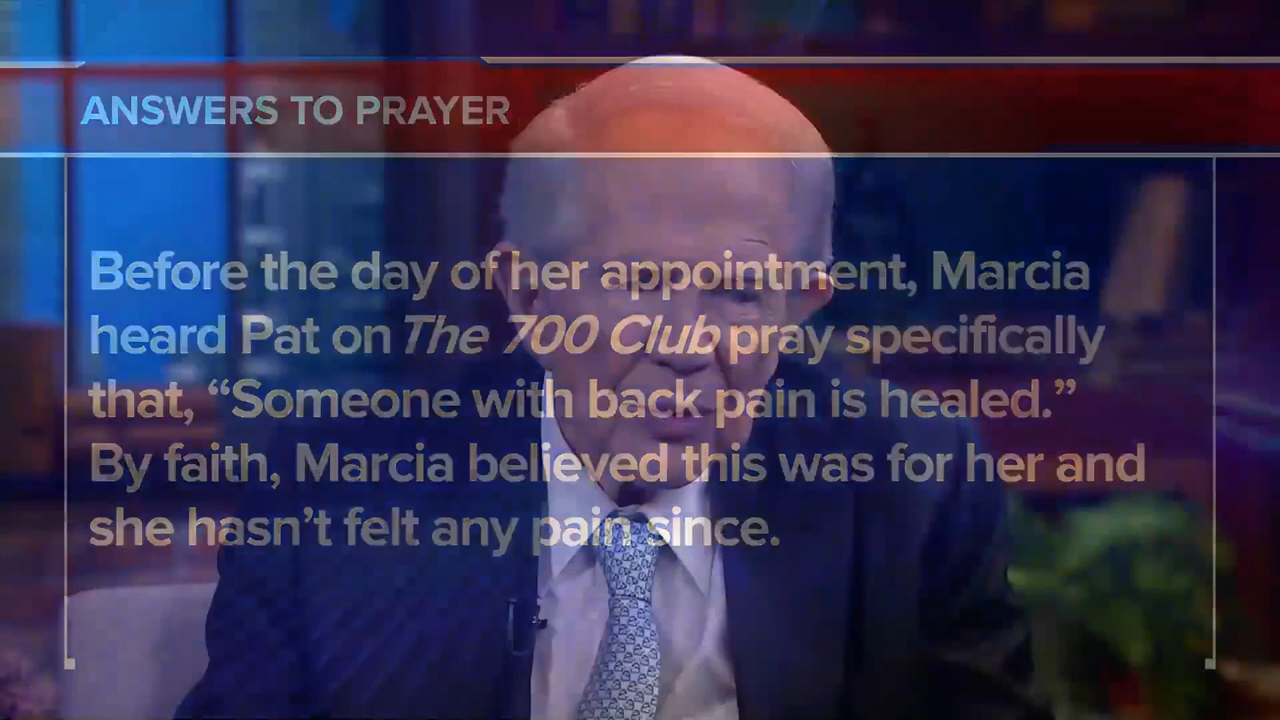 ANSWERS TO PRAYER
Before the day of her appointment, Marcia
heard Pat on The 700 Club pray specifically
that, “Someone with back pain is healed.”
By faith, Marcia believed this was for her and
she hasn’t felt any pain since.